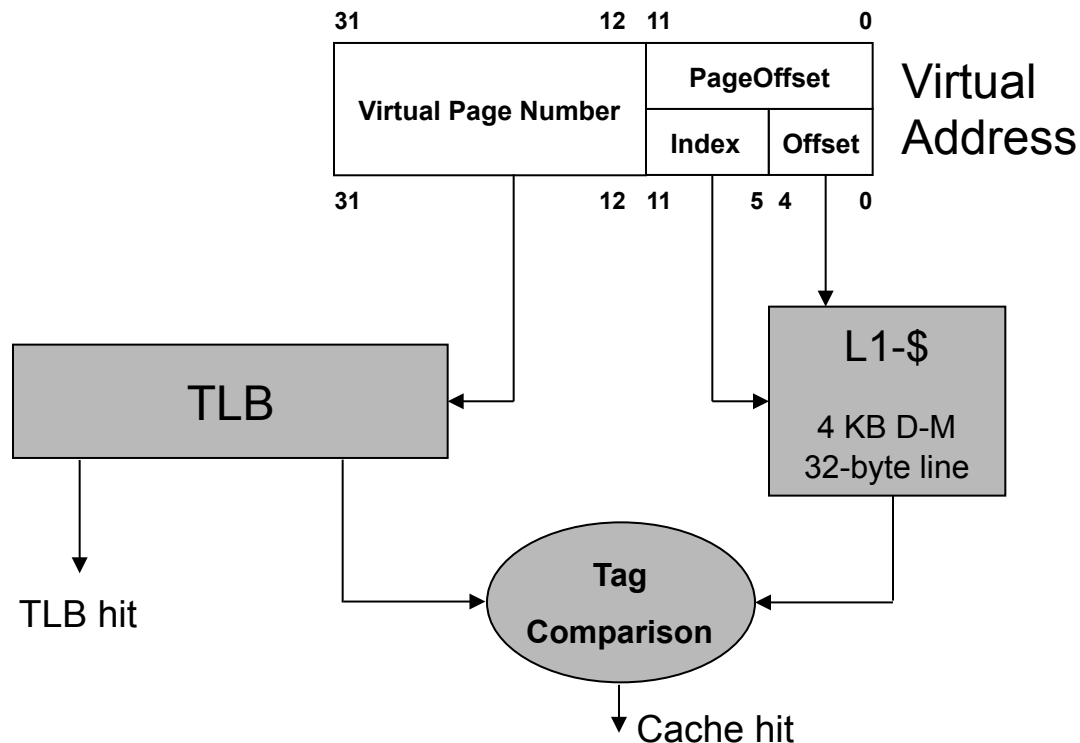 31 12 11 0
Virtual Page Number
PageOffset
Index Offset
Virtual
Address
31 12 11 5 4 0
TLB
L1-$
4 KB D-M
32-byte line
TLB hit
Tag
Comparison
Cache hit